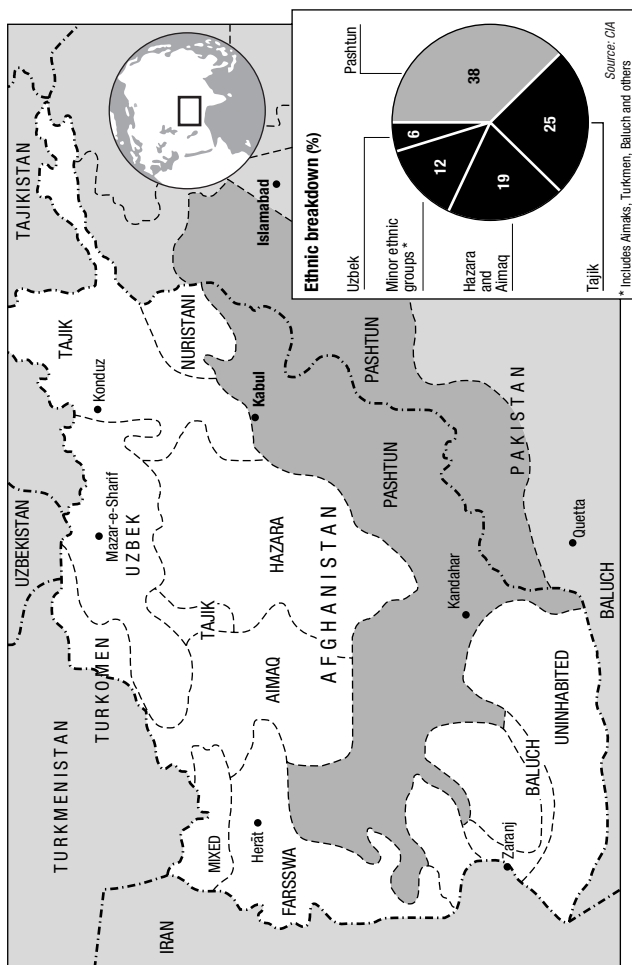 TAJIKISTAN
UZBEKISTAN
TURKMENISTAN
IRAN
TAJIK
Konduz
Mazar-e-Sharif
UZBEK
TURKOMEN
NURISTANI
Islamabad
Kabul
MIXED
Herāt
FARSSWA
TAJIK
HAZARA
AIMAQ
AFGHANISTAN
PASHTUN
PASHTUN
Kandahar
PAKISTAN
Quetta
BALUCH
Zaranj
BALUCH
UNINHABITED
Ethnic breakdown (%)
Uzbek
Minor ethnic
groups *
Hazara
and
Aimaq
Tajik
Pashtun
6
12
19
25
38
Source: CIA
* Includes Aimaks, Turkmen, Baluch and others